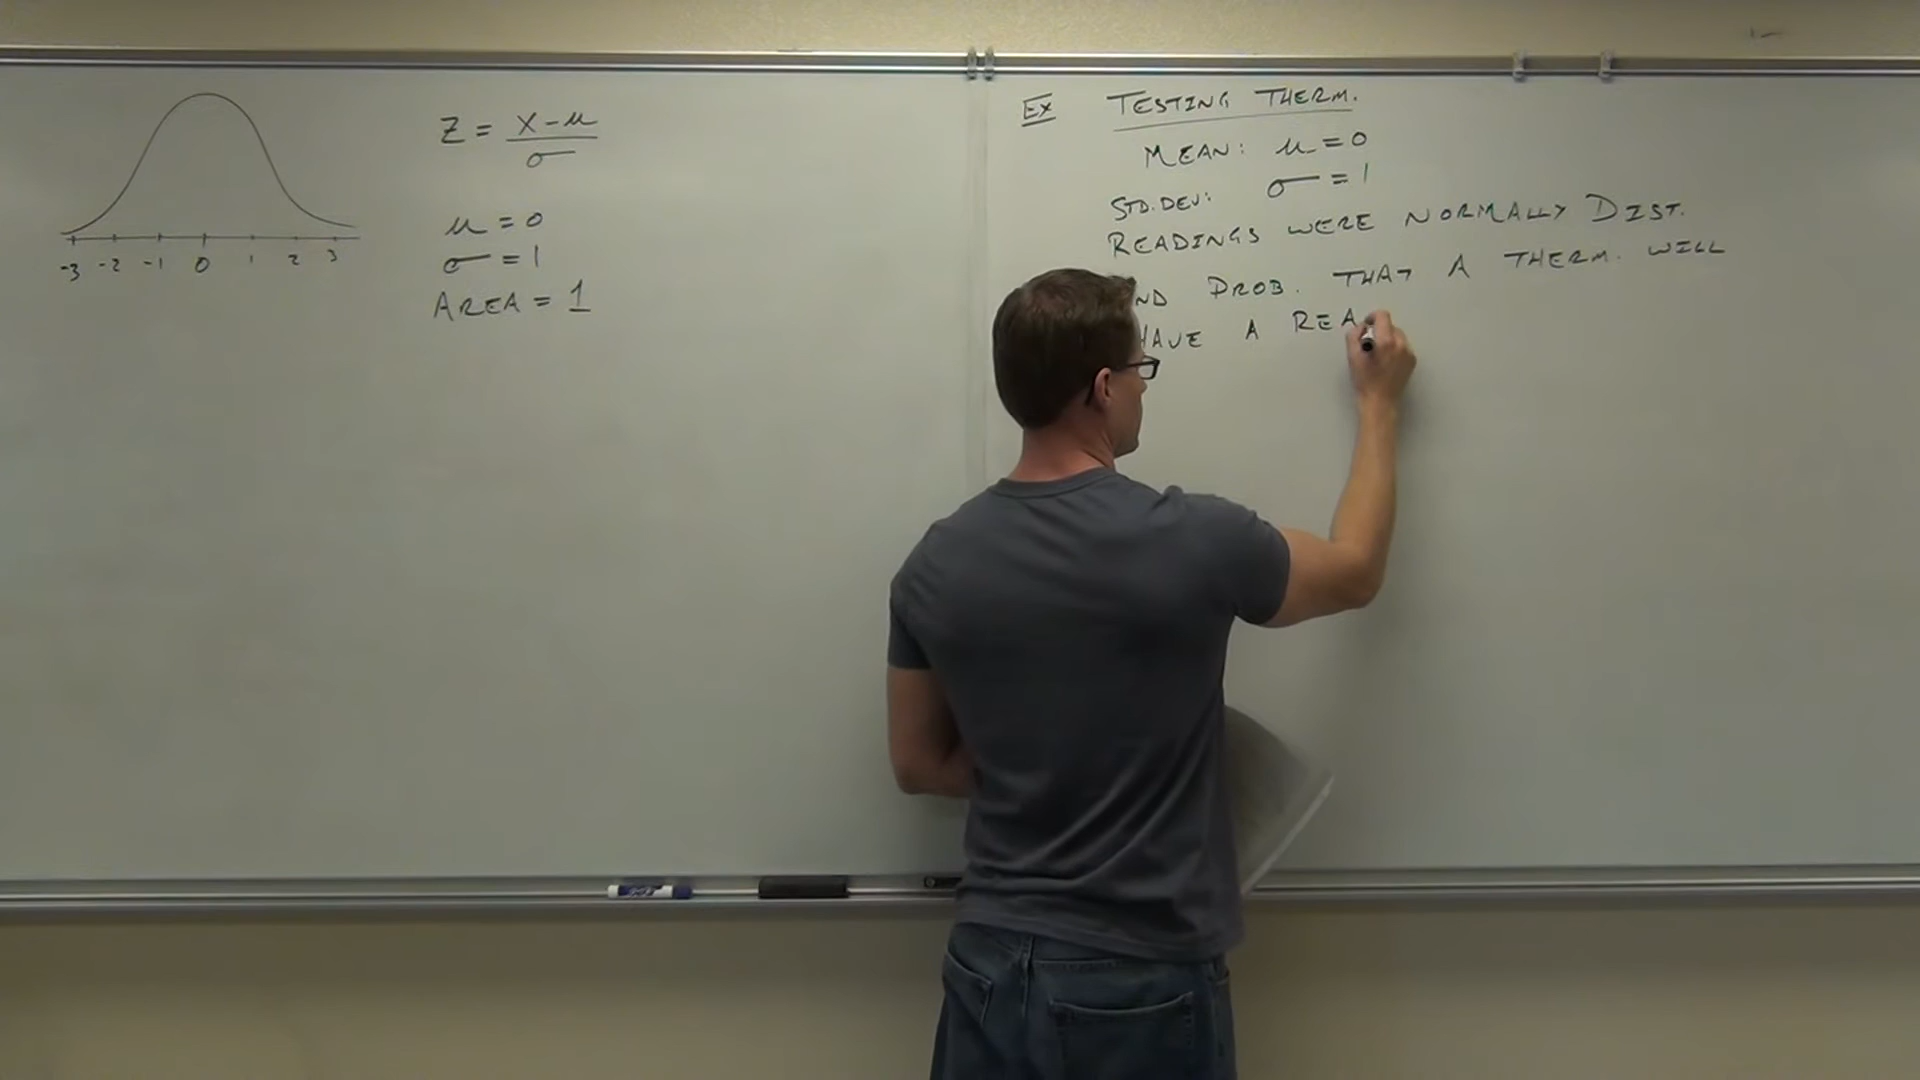 -3 -2 -1 0 1 2 3
Z = X - μ / σ
μ = 0
σ = 1
AREA = 1
EX TESTING THERM.
MEAN: μ = 0
STD. DEV: σ = 1
READINGS WERE NORMALLY DIST.
ND PROB. THAT A THERM. WILL
HAVE A REA